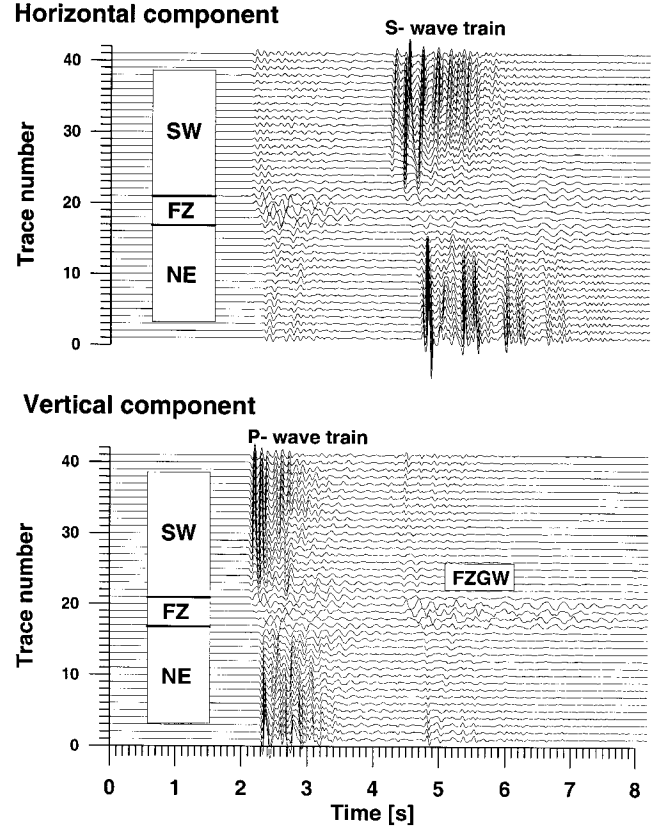 Horizontal component
S- wave train
40
30
20
10
0
Trace number
SW
FZ
NE
Vertical component
P- wave train
40
30
20
10
0
Trace number
SW
FZ
NE
FZGW
0 1 2 3 4 5 6 7 8
Time [s]